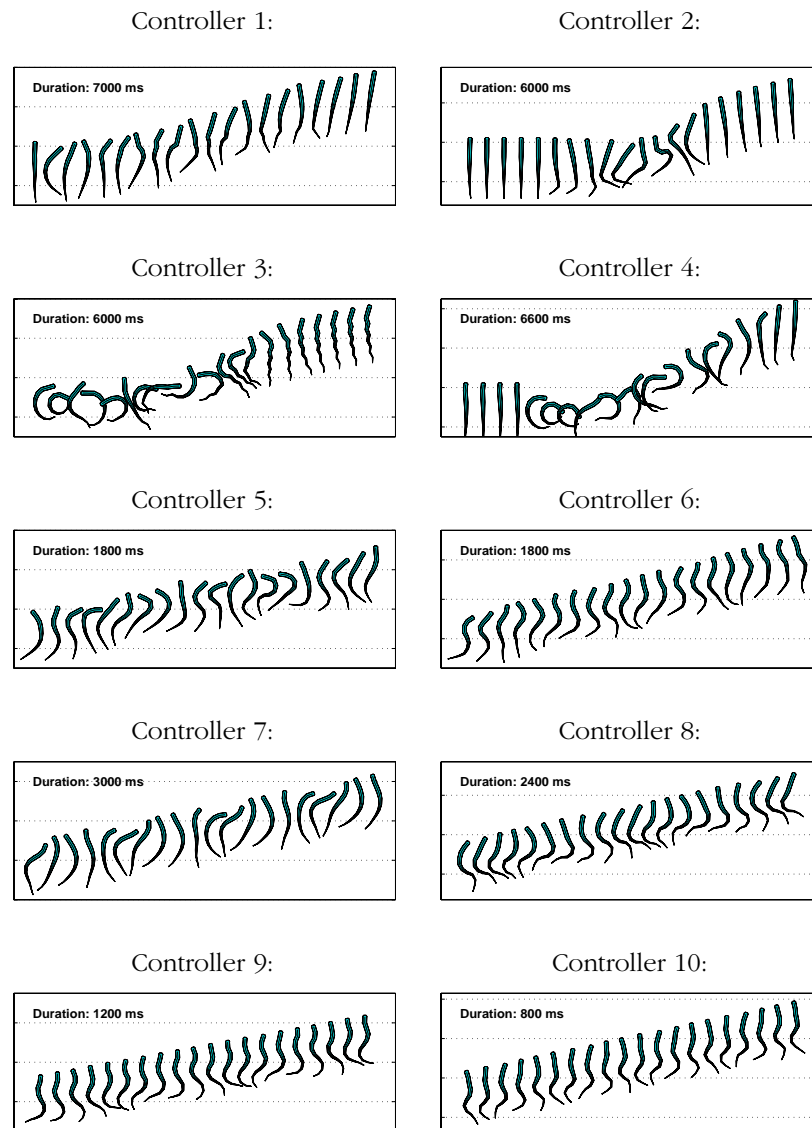 Controller 1:
Controller 2:
Duration: 7000 ms
Duration: 6000 ms
Controller 3:
Controller 4:
Duration: 6000 ms
Duration: 6600 ms
Controller 5:
Controller 6:
Duration: 1800 ms
Duration: 1800 ms
Controller 7:
Controller 8:
Duration: 3000 ms
Duration: 2400 ms
Controller 9:
Controller 10:
Duration: 1200 ms
Duration: 800 ms